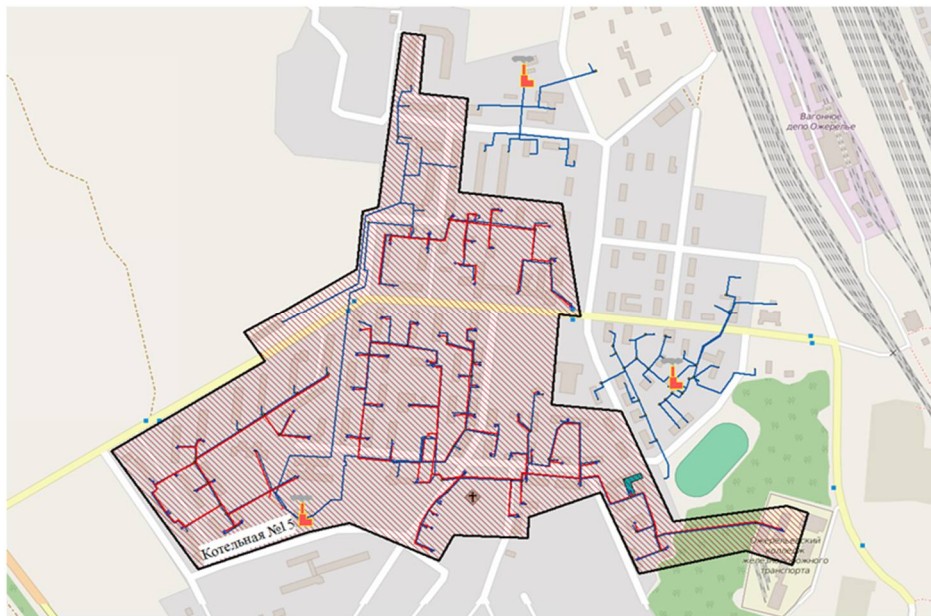 Вагонное
депо Ожерелье
Котельная №15
Ожерельевский
колледж
железнодорожного
транспорта